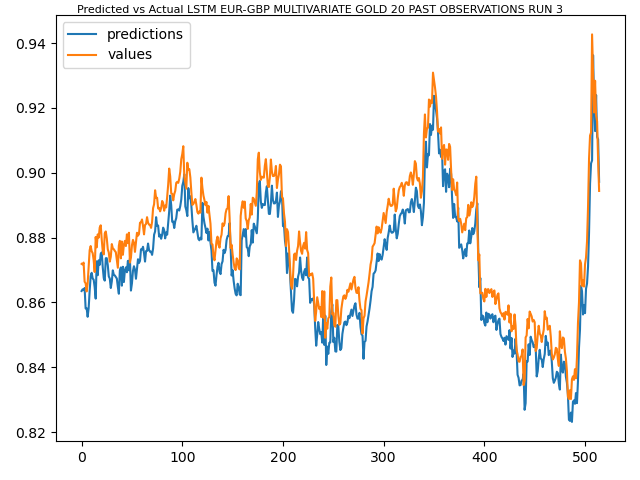 Predicted vs Actual LSTM EUR-GBP MULTIVARIATE GOLD 20 PAST OBSERVATIONS RUN 3
predictions
values
0.94
0.92
0.90
0.88
0.86
0.84
0.82
0 100 200 300 400 500